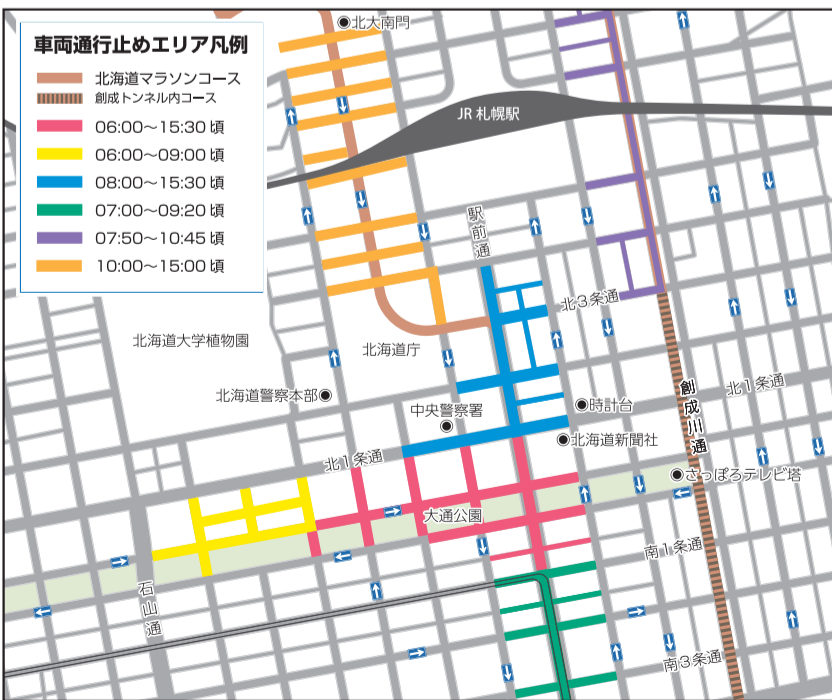 車両通行止めエリア凡例
北海道マラソンコース
創成トンネル内コース
06:00〜15:30 頃
06:00〜09:00 頃
08:00〜15:30 頃
07:00〜09:20 頃
07:50〜10:45 頃
10:00〜15:00 頃
北大南門
JR 札幌駅
駅前通
北3条通
北海道大学植物園
北海道庁
北海道警察本部
中央警察署
時計台
北海道新聞社
創成川通
北1条通
北1条通
さっぽろテレビ塔
大通公園
南1条通
石山通
南3条通